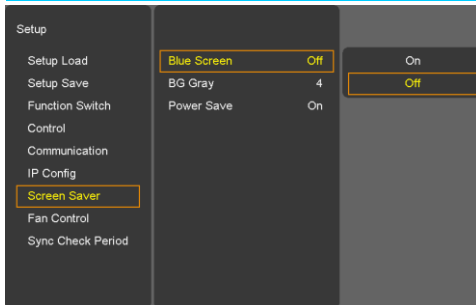 Setup
Setup Load
Setup Save
Function Switch
Control
Communication
IP Config
Screen Saver
Fan Control
Sync Check Period
Blue Screen Off
BG Gray 4
Power Save On
On
Off